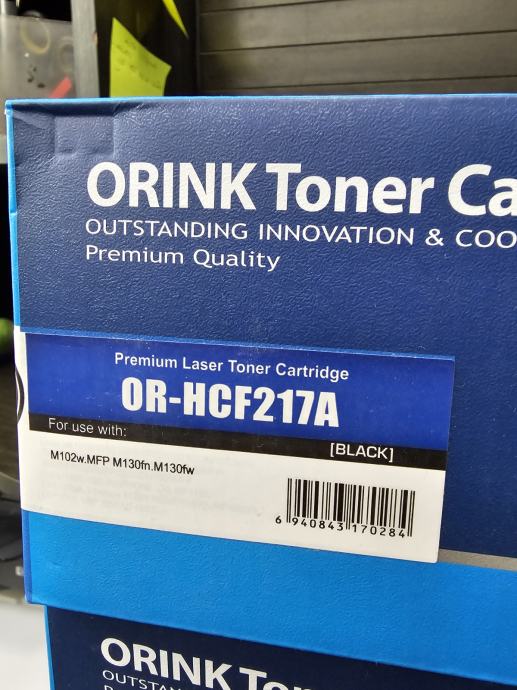 ORINK Toner Ca
OUTSTANDING INNOVATION & COO
Premium Quality
Premium Laser Toner Cartridge
OR-HCF217A
For use with:
[BLACK]
M102w.MFP M130fn.M130fw
6 940843 170284
ORINK To
OUTSTA